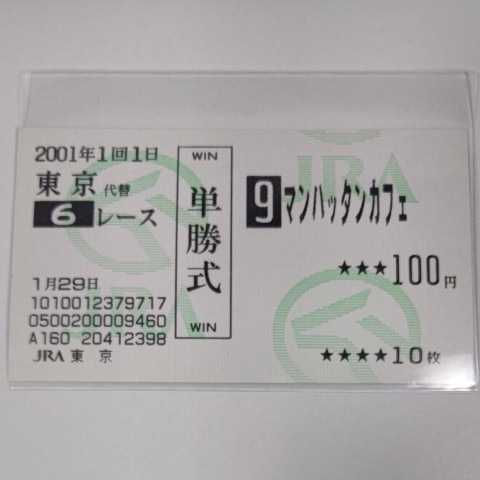 2001年1回1日
東京 代替
6 レース
1月29日
1010012379717
0500200009460
A160 20412398
JRA 東京
WIN
単勝式
WIN
9 マンハッタンカフェ
★★★100円
★★★★10枚
JRA
JRA